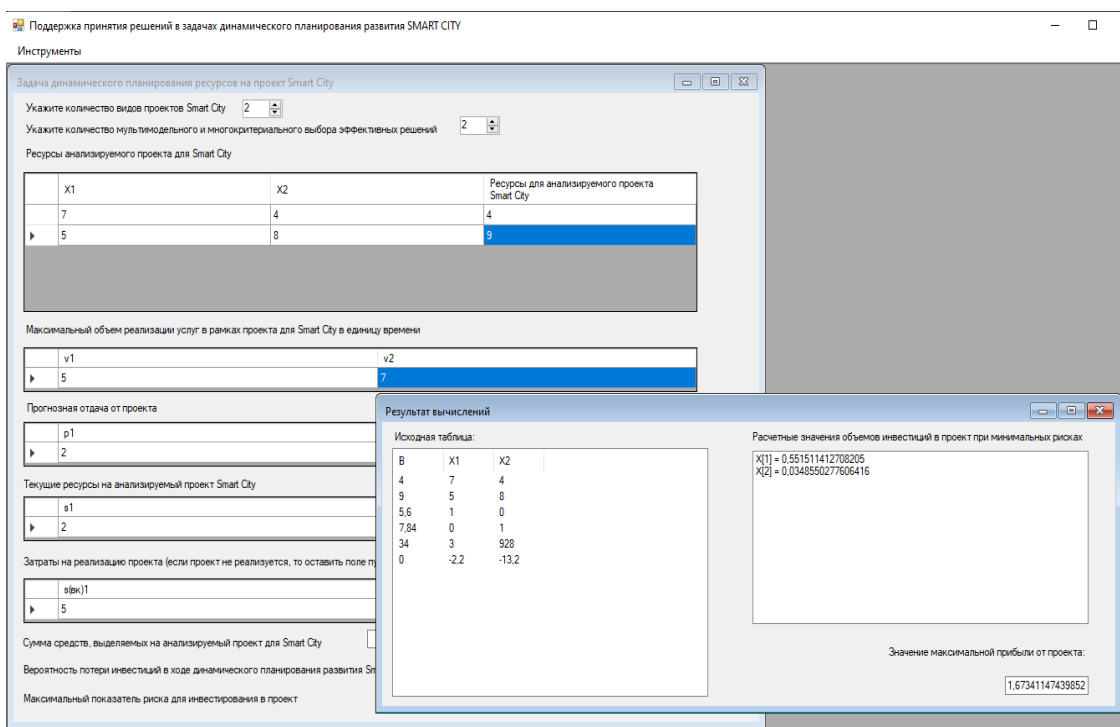 Поддержка принятия решений в задачах динамического планирования развития SMART CITY
Инструменты
Задача динамического планирования ресурсов на проект Smart City
Укажите количество видов проектов Smart City 2
Укажите количество мультимодельного и многокритериального выбора эффективных решений 2
Ресурсы анализируемого проекта для Smart City
X1 X2 Ресурсы для анализируемого проекта
Smart City
7 4 4
5 8 9
Максимальный объем реализации услуг в рамках проекта для Smart City в единицу времени
v1 v2
5 7
Прогнозная отдача от проекта
p1
2
Текущие ресурсы на анализируемый проект Smart City
s1
2
Затраты на реализацию проекта (если проект не реализуется, то оставить поле
s(вк)1
5
Сумма средств, выделяемых на анализируемый проект для Smart City
Вероятность потери инвестиций в ходе динамического планирования развития
Максимальный показатель риска для инвестирования в проект
Результат вычислений
Исходная таблица:
B X1 X2
4 7 4
9 5 8
5,6 1 0
7,84 0 1
34 3 928
0 -2,2 -13,2
Расчетные значения объемов инвестиций в проект при минимальных рисках
X[1] = 0,551511412708205
X[2] = 0,0348550277606416
Значение максимальной прибыли от проекта:
1,67341147439852